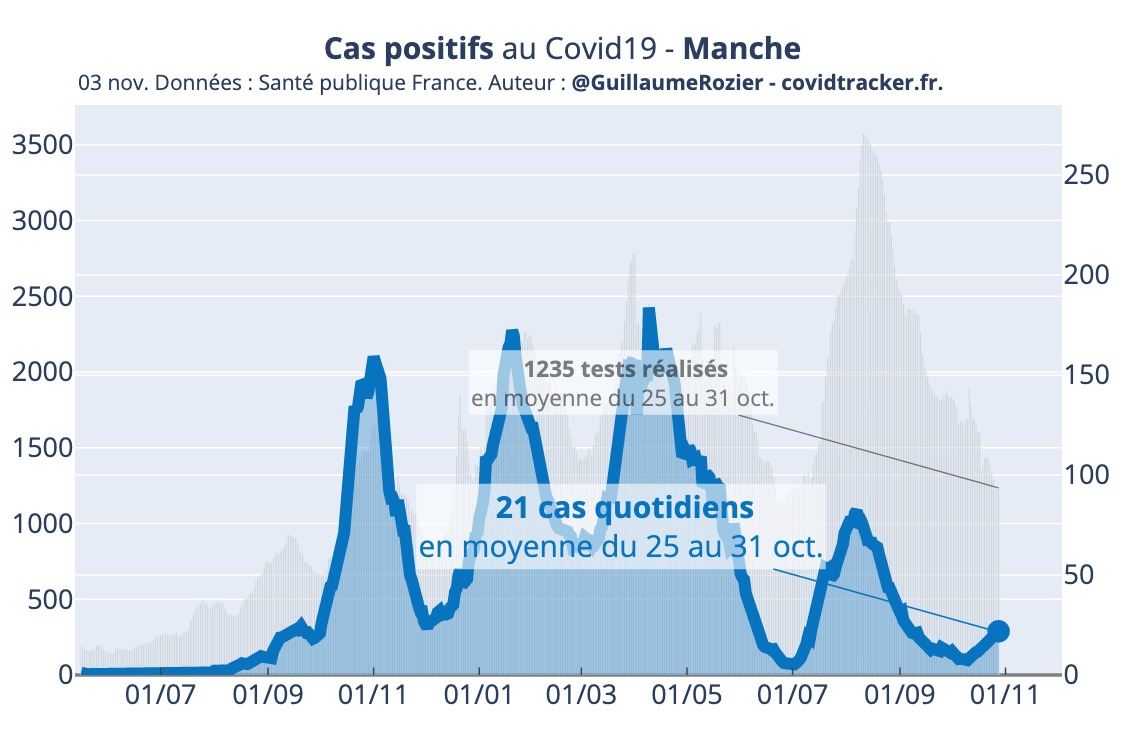 Cas positifs au Covid19 - Manche
03 nov. Données : Santé publique France. Auteur : @GuillaumeRozier - covidtracker.fr.
3500
3000
2500
2000
1500
1000
500
0
250
200
150
100
50
0
1235 tests réalisés
en moyenne du 25 au 31 oct.
21 cas quotidiens
en moyenne du 25 au 31 oct.
01/07 01/09 01/11 01/01 01/03 01/05 01/07 01/09 01/11